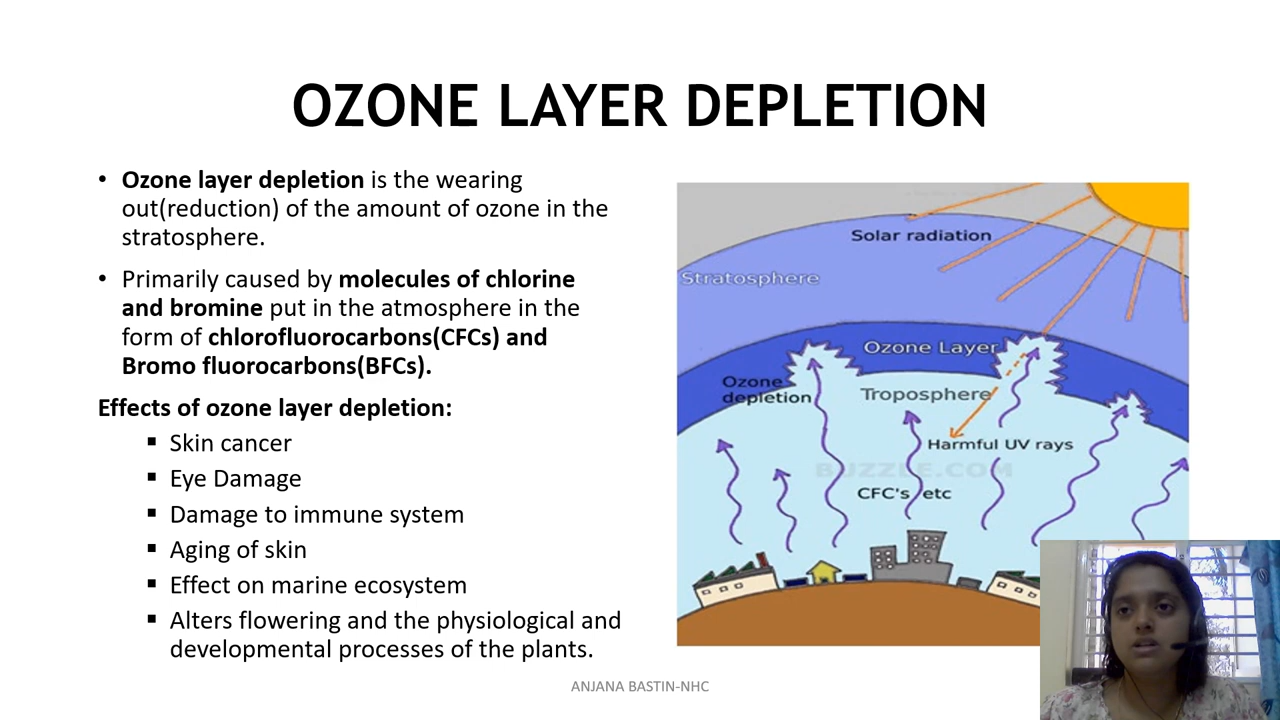 OZONE LAYER DEPLETION
• Ozone layer depletion is the wearing
out(reduction) of the amount of ozone in the
stratosphere.
• Primarily caused by molecules of chlorine
and bromine put in the atmosphere in the
form of chlorofluorocarbons(CFCs) and
Bromo fluorocarbons(BFCs).
Effects of ozone layer depletion:
▪ Skin cancer
▪ Eye Damage
▪ Damage to immune system
▪ Aging of skin
▪ Effect on marine ecosystem
▪ Alters flowering and the physiological and
developmental processes of the plants.
Solar radiation
Stratosphere
Ozone Layer
Ozone
depletion
Troposphere
Harmful UV rays
BUZZLE.COM
CFC's etc
ANJANA BASTIN-NHC